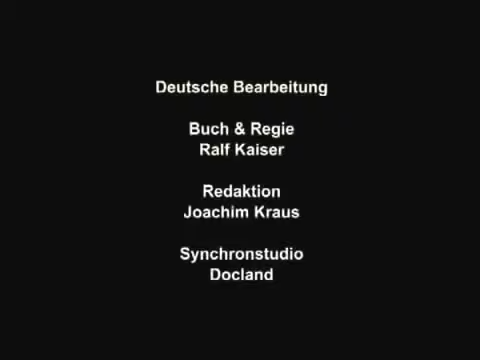 Deutsche Bearbeitung
Buch & Regie
Ralf Kaiser
Redaktion
Joachim Kraus
Synchronstudio
Docland